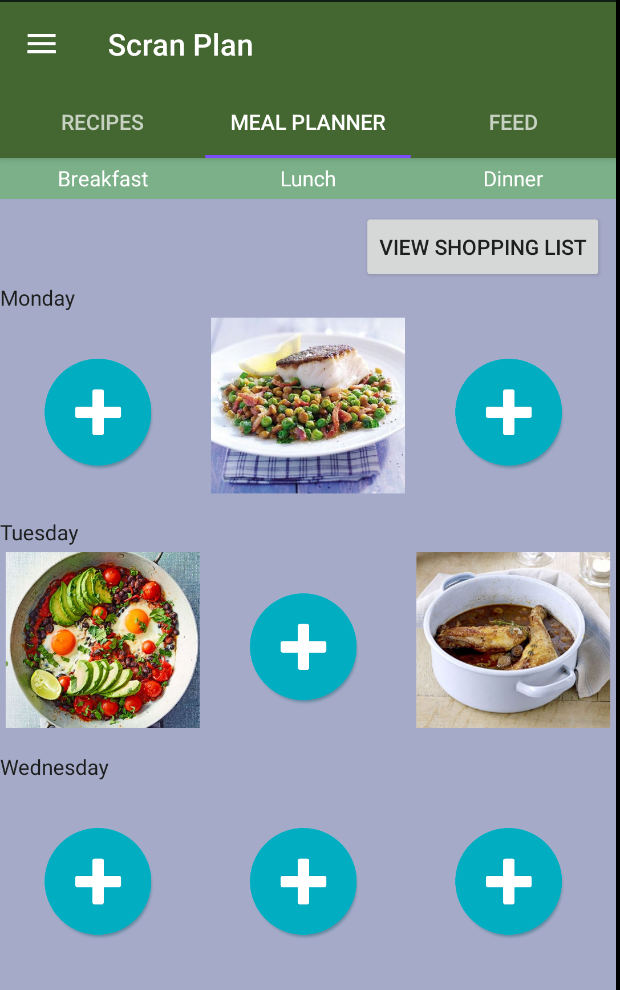 Scran Plan
RECIPES MEAL PLANNER FEED
Breakfast Lunch Dinner
VIEW SHOPPING LIST
Monday
Tuesday
Wednesday